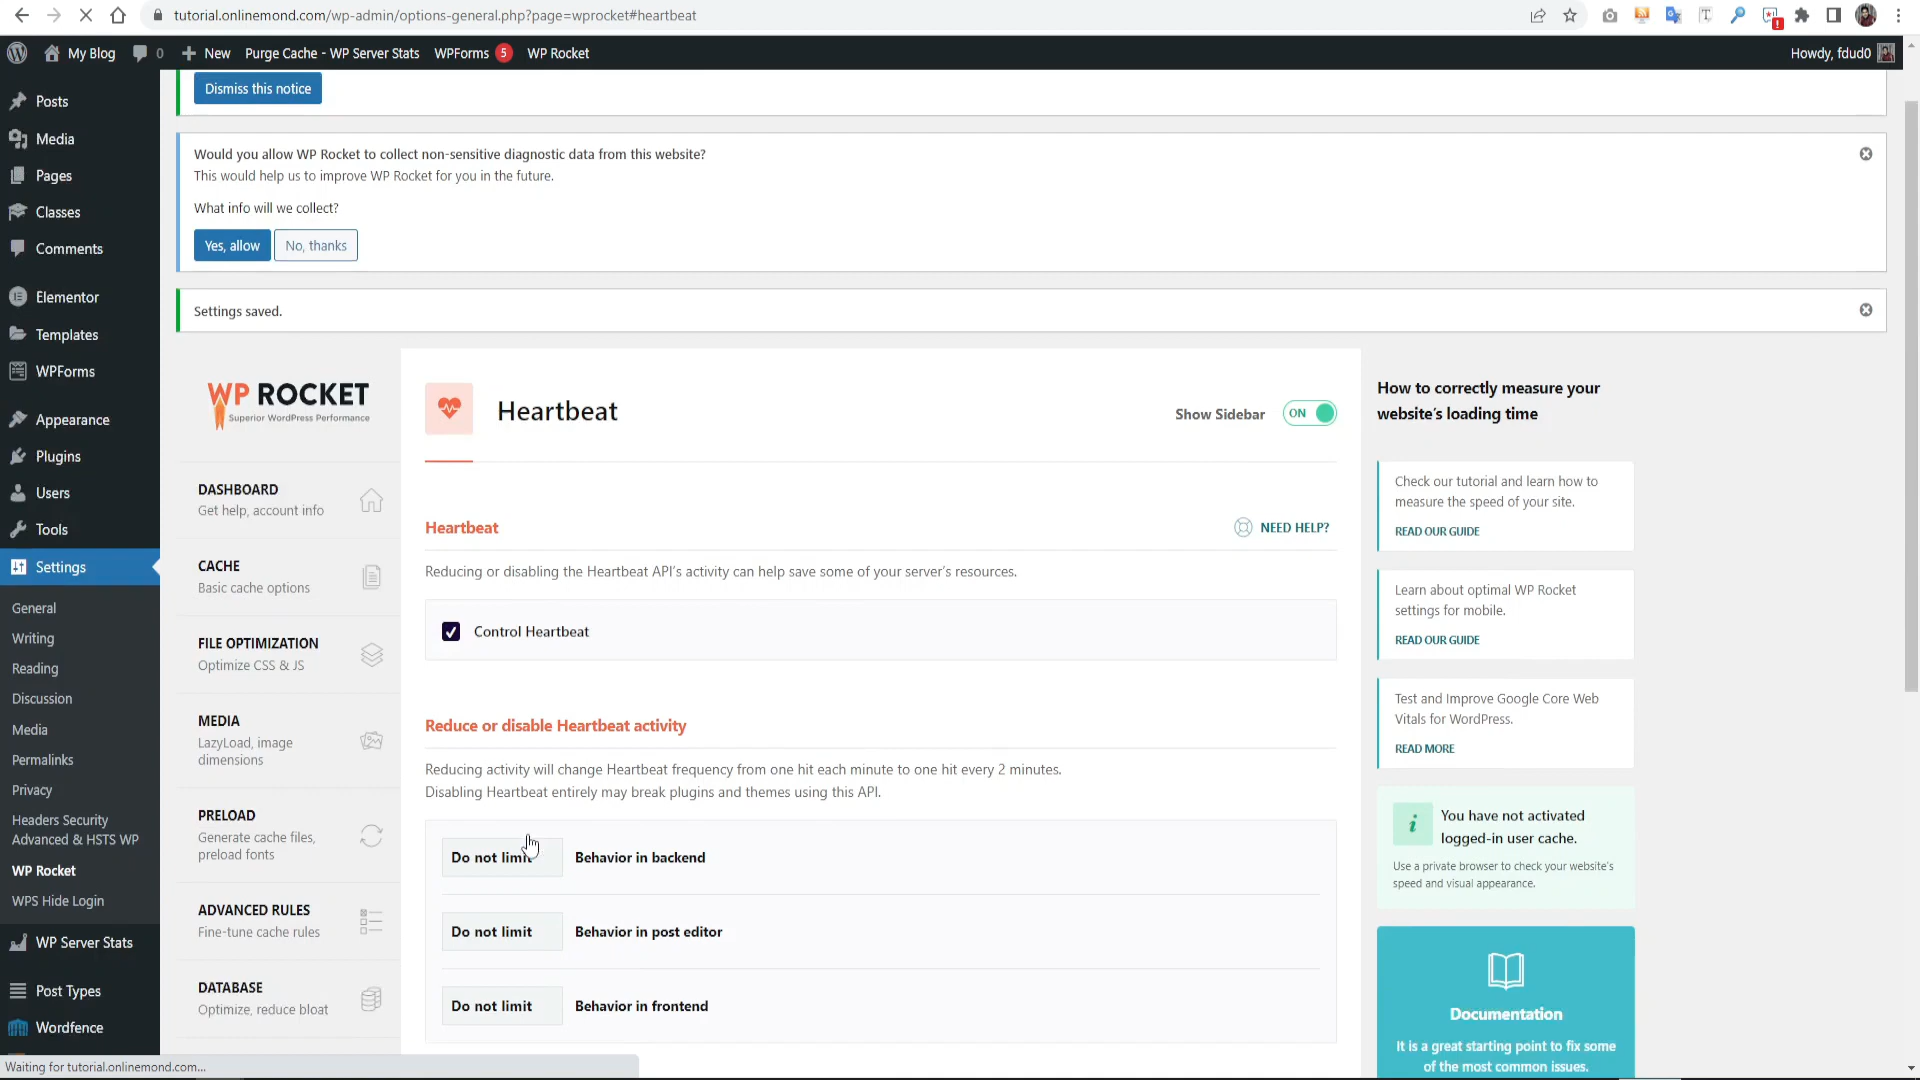 tutorial.onlinemond.com/wp-admin/options-general.php?page=wprocket#heartbeat
My Blog 0 New Purge Cache - WP Server Stats WPForms 5 WP Rocket Howdy, fdud0
Posts
Media
Pages
Classes
Comments
Elementor
Templates
WPForms
Appearance
Plugins
Users
Tools
Settings
General
Writing
Reading
Discussion
Media
Permalinks
Privacy
Headers Security
Advanced & HSTS WP
WP Rocket
WPS Hide Login
WP Server Stats
Post Types
Wordfence
Dismiss this notice
Would you allow WP Rocket to collect non-sensitive diagnostic data from this website?
This would help us to improve WP Rocket for you in the future.
What info will we collect?
Yes, allow No, thanks
Settings saved.
WP ROCKET
Superior WordPress Performance
DASHBOARD
Get help, account info
CACHE
Basic cache options
FILE OPTIMIZATION
Optimize CSS & JS
MEDIA
LazyLoad, image
dimensions
PRELOAD
Generate cache files,
preload fonts
ADVANCED RULES
Fine-tune cache rules
DATABASE
Optimize, reduce bloat
Heartbeat
Show Sidebar ON
Heartbeat
NEED HELP?
Reducing or disabling the Heartbeat API's activity can help save some of your server's resources.
Control Heartbeat
Reduce or disable Heartbeat activity
Reducing activity will change Heartbeat frequency from one hit each minute to one hit every 2 minutes.
Disabling Heartbeat entirely may break plugins and themes using this API.
Do not limit Behavior in backend
Do not limit Behavior in post editor
Do not limit Behavior in frontend
How to correctly measure your
website's loading time
Check our tutorial and learn how to
measure the speed of your site.
READ OUR GUIDE
Learn about optimal WP Rocket
settings for mobile.
READ OUR GUIDE
Test and Improve Google Core Web
Vitals for WordPress.
READ MORE
You have not activated
logged-in user cache.
Use a private browser to check your website's
speed and visual appearance.
Documentation
It is a great starting point to fix some
of the most common issues.
Waiting for tutorial.onlinemond.com...